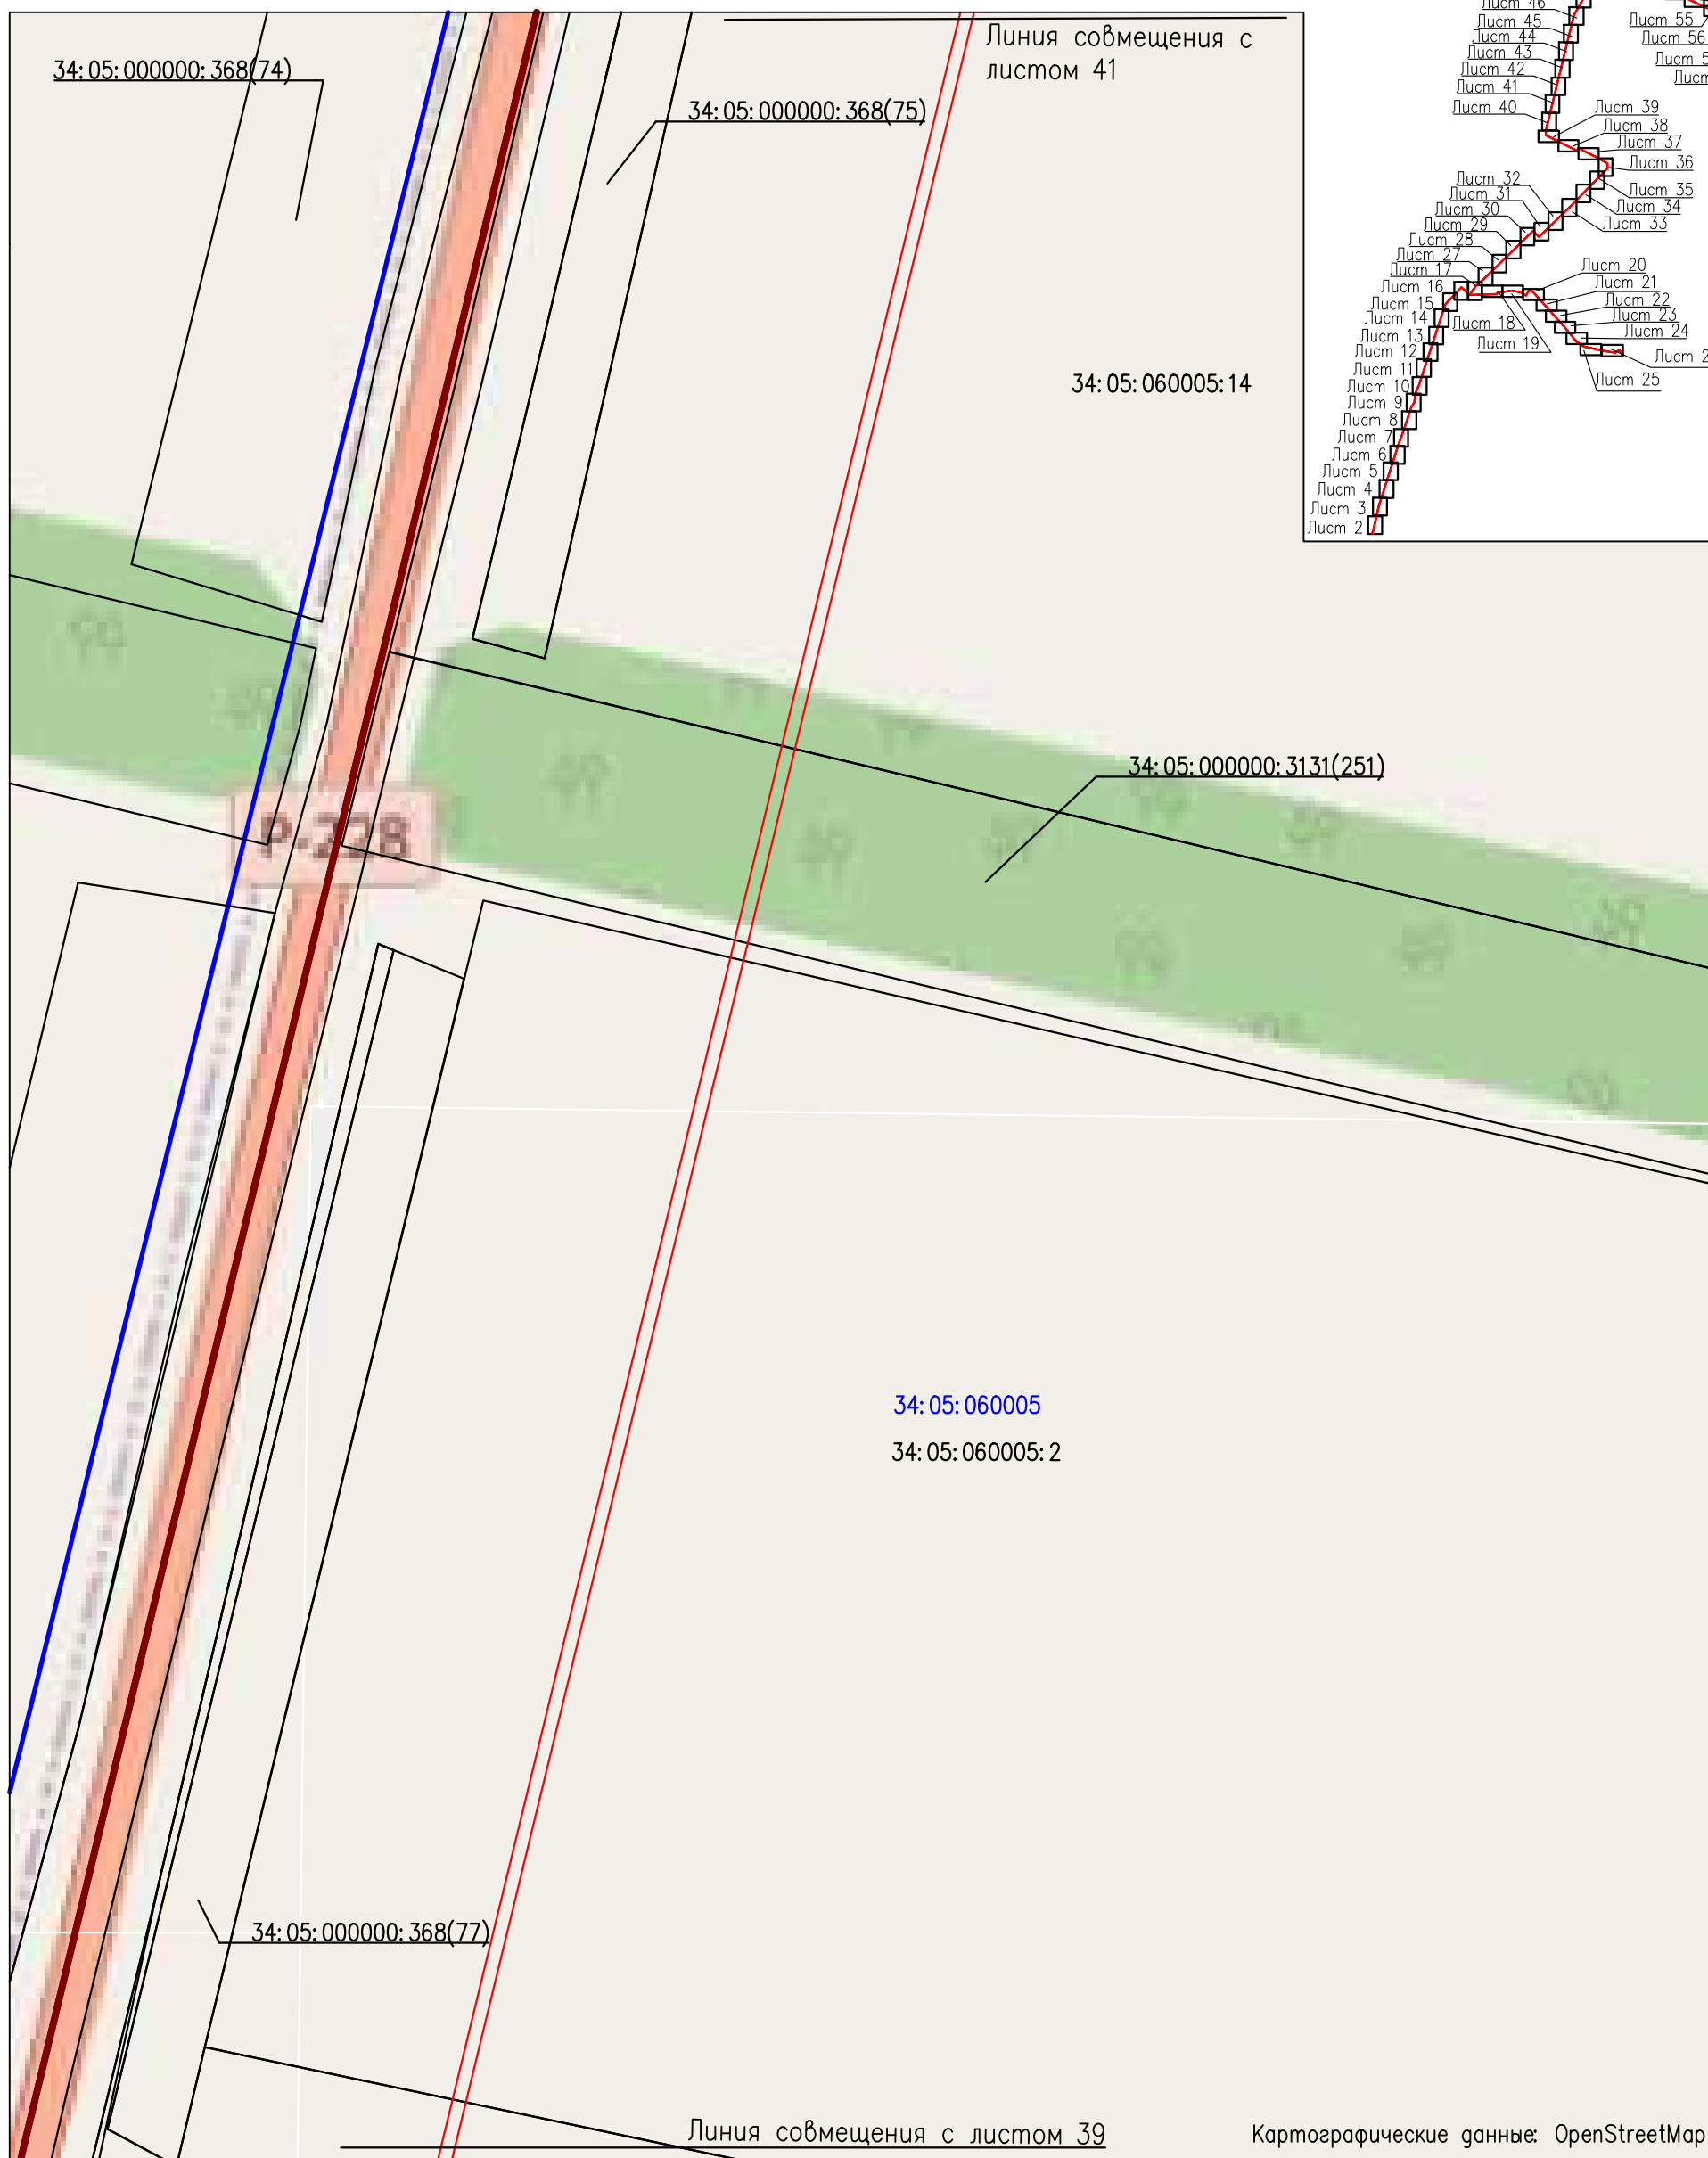 Линия совмещения с
листом 41
34:05:000000:368(74)
34:05:000000:368(75)
34:05:060005:14
34:05:000000:3131(251)
Р-228
34:05:060005
34:05:060005:2
34:05:000000:368(77)
Линия совмещения с листом 39
Картографические данные: OpenStreetMap
Лист 46
Лист 45
Лист 44
Лист 43
Лист 42
Лист 41
Лист 40
Лист 55
Лист 56
Лист 39
Лист 38
Лист 37
Лист 36
Лист 35
Лист 34
Лист 33
Лист 32
Лист 31
Лист 30
Лист 29
Лист 28
Лист 27
Лист 17
Лист 16
Лист 15
Лист 14
Лист 13
Лист 12
Лист 11
Лист 10
Лист 9
Лист 8
Лист 7
Лист 6
Лист 5
Лист 4
Лист 3
Лист 2
Лист 18
Лист 19
Лист 20
Лист 21
Лист 22
Лист 23
Лист 24
Лист 25